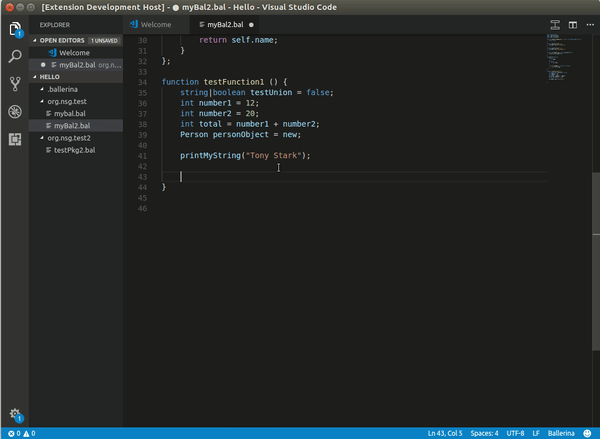 [Extension Development Host] - ● myBal2.bal - Hello - Visual Studio Code
EXPLORER
OPEN EDITORS 1 UNSAVED
Welcome
myBal2.bal org.n...
HELLO
.ballerina
org.nsg.test
mybal.bal
myBal2.bal
org.nsg.test2
testPkg2.bal
Welcome
myBal2.bal
30 return self.name;
31 }
32 };
33
34 function testFunction1 () {
35 string|boolean testUnion = false;
36 int number1 = 12;
37 int number2 = 20;
38 int total = number1 + number2;
39 Person personObject = new;
40
41 printMyString("Tony Stark");
42
43
44 }
45
46
1
1
0 0
Ln 43, Col 5 Spaces: 4 UTF-8 LF Ballerina